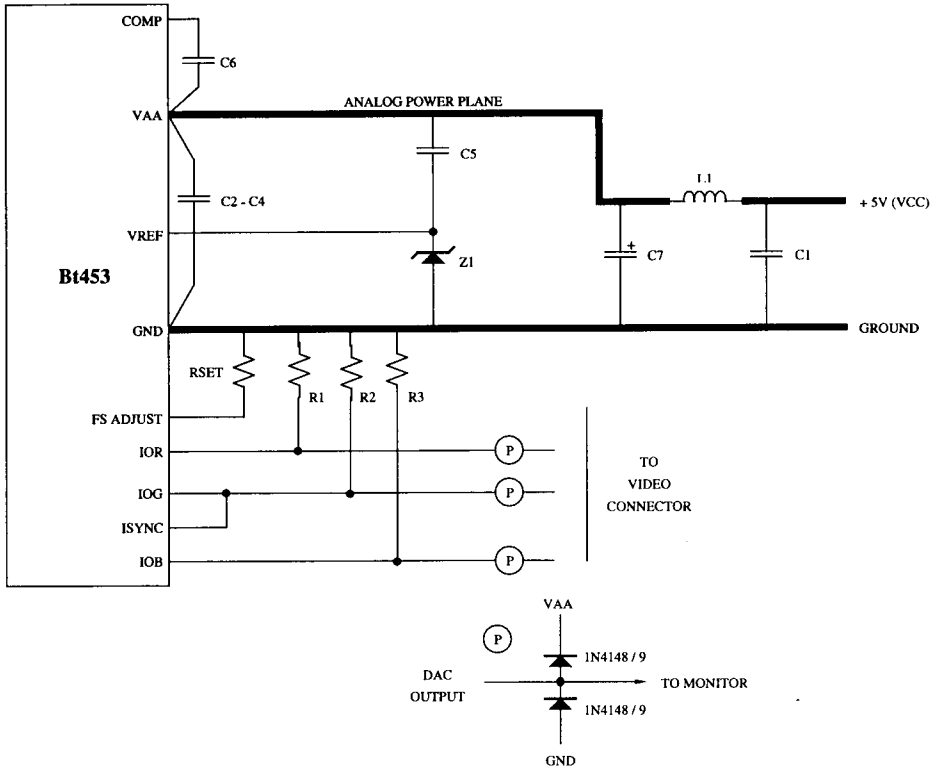 COMP
C6
ANALOG POWER PLANE
VAA
C5
L1
C2 - C4
+ 5V (VCC)
VREF
+
C7
C1
Z1
Bt453
GND
GROUND
RSET
R1
R2
R3
FS ADJUST
IOR
P
TO
VIDEO
CONNECTOR
IOG
P
ISYNC
IOB
P
VAA
P
1N4148 / 9
DAC
OUTPUT
TO MONITOR
1N4148 / 9
GND